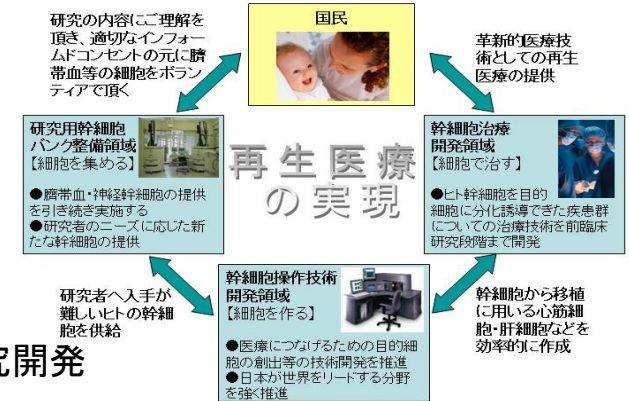 国民
研究の内容にご理解を
頂き、適切なインフォー
ムドコンセントの元に臍
帯血等の細胞をボラン
ティアで頂く
革新的医療技
術としての再生
医療の提供
研究用幹細胞
バンク整備領域
【細胞を集める】
●臍帯血・神経幹細胞の提供
を引き続き実施する
●研究者のニーズに応じた新
たな幹細胞の提供
再生医療
の実現
幹細胞治療
開発領域
【細胞で治す】
●ヒト幹細胞を目的
細胞に分化誘導できた疾患群
についての治療技術を前臨床
研究段階まで開発
研究者へ入手が
難しいヒトの幹細
胞を供給
幹細胞操作技術
開発領域
【細胞を作る】
●医療につなげるための目的細
胞の創出等の技術開発を推進
●日本が世界をリードする分野
を強く推進
幹細胞から移植
に用いる心筋細
胞・肝細胞などを
効率的に作成
究開発